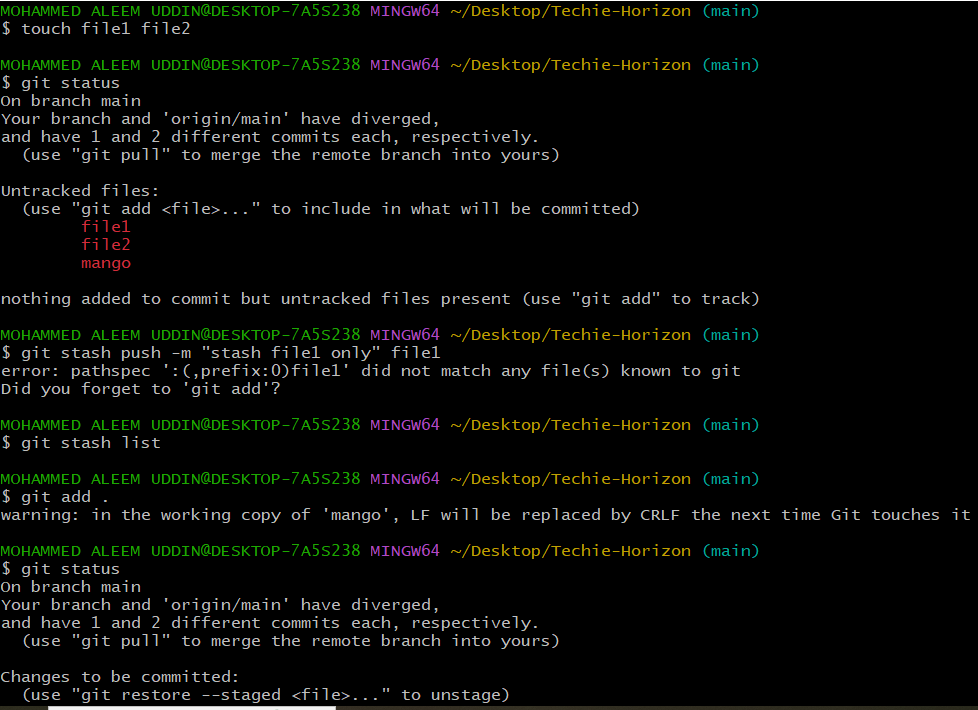 MOHAMMED ALEEM UDDIN@DESKTOP-7A5S238 MINGW64 ~/Desktop/Techie-Horizon (main)
$ touch file1 file2
MOHAMMED ALEEM UDDIN@DESKTOP-7A5S238 MINGW64 ~/Desktop/Techie-Horizon (main)
$ git status
On branch main
Your branch and 'origin/main' have diverged,
and have 1 and 2 different commits each, respectively.
  (use "git pull" to merge the remote branch into yours)
Untracked files:
  (use "git add <file>..." to include in what will be committed)
        file1
        file2
        mango
nothing added to commit but untracked files present (use "git add" to track)
MOHAMMED ALEEM UDDIN@DESKTOP-7A5S238 MINGW64 ~/Desktop/Techie-Horizon (main)
$ git stash push -m "stash file1 only" file1
error: pathspec ':(,prefix:0)file1' did not match any file(s) known to git
Did you forget to 'git add'?
MOHAMMED ALEEM UDDIN@DESKTOP-7A5S238 MINGW64 ~/Desktop/Techie-Horizon (main)
$ git stash list
MOHAMMED ALEEM UDDIN@DESKTOP-7A5S238 MINGW64 ~/Desktop/Techie-Horizon (main)
$ git add .
warning: in the working copy of 'mango', LF will be replaced by CRLF the next time Git touches it
MOHAMMED ALEEM UDDIN@DESKTOP-7A5S238 MINGW64 ~/Desktop/Techie-Horizon (main)
$ git status
On branch main
Your branch and 'origin/main' have diverged,
and have 1 and 2 different commits each, respectively.
  (use "git pull" to merge the remote branch into yours)
Changes to be committed:
  (use "git restore --staged <file>..." to unstage)